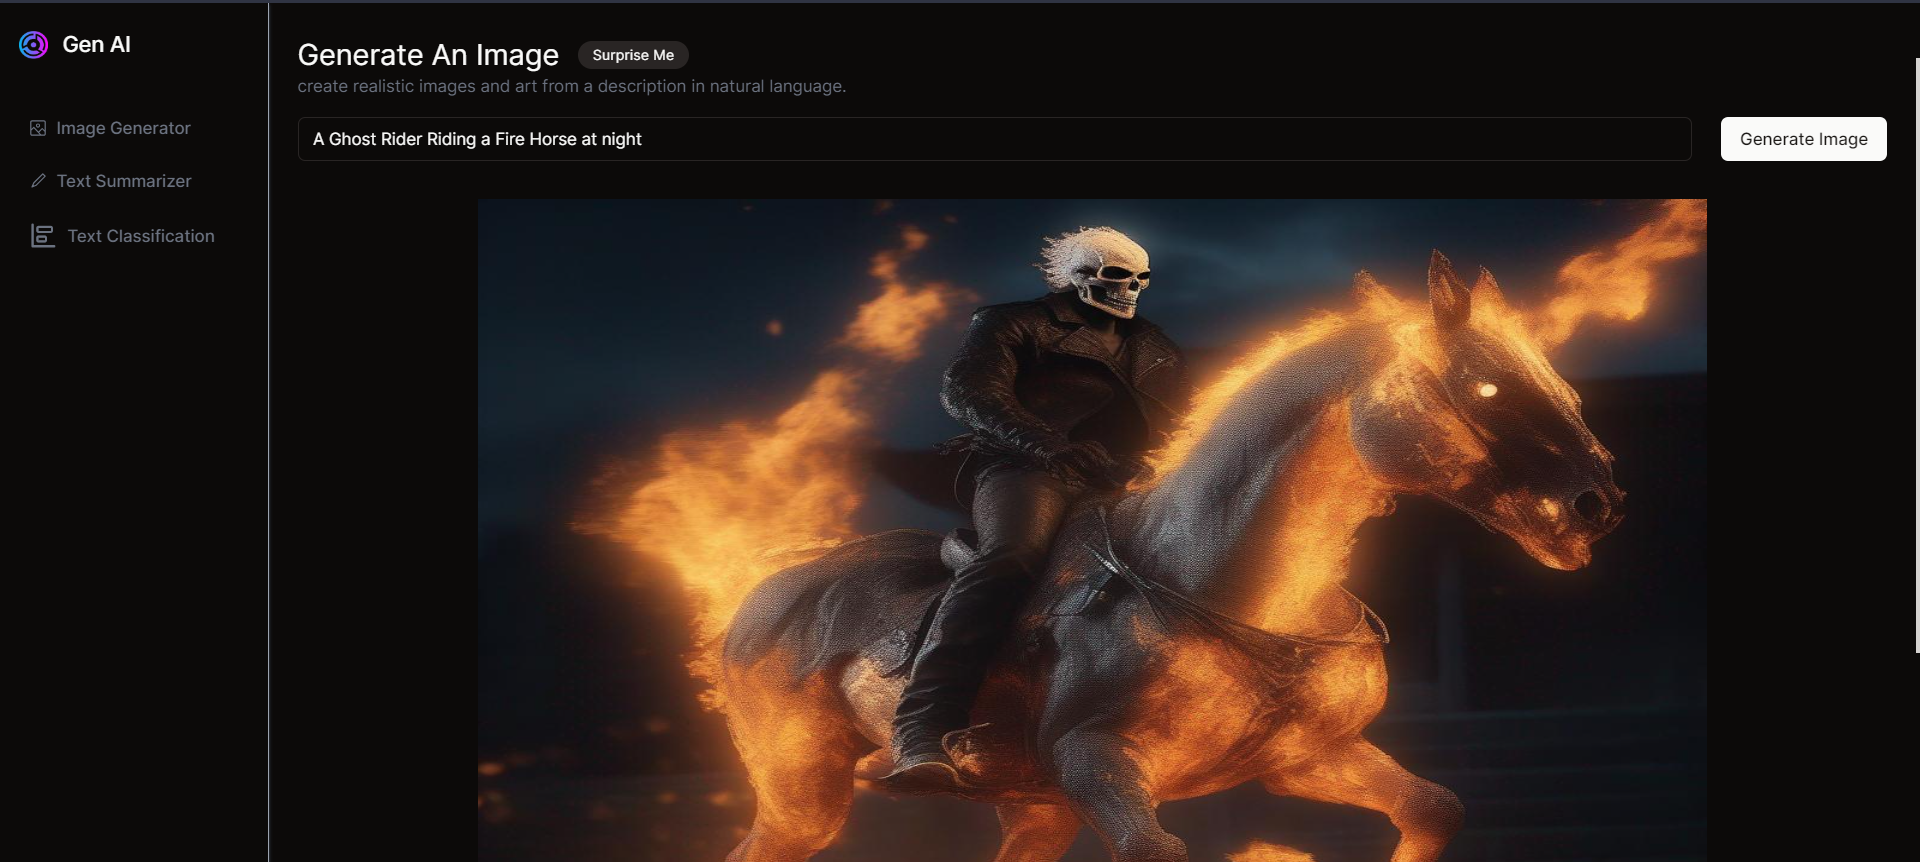 Gen AI
Image Generator
Text Summarizer
Text Classification
Generate An Image
Surprise Me
create realistic images and art from a description in natural language.
A Ghost Rider Riding a Fire Horse at night
Generate Image